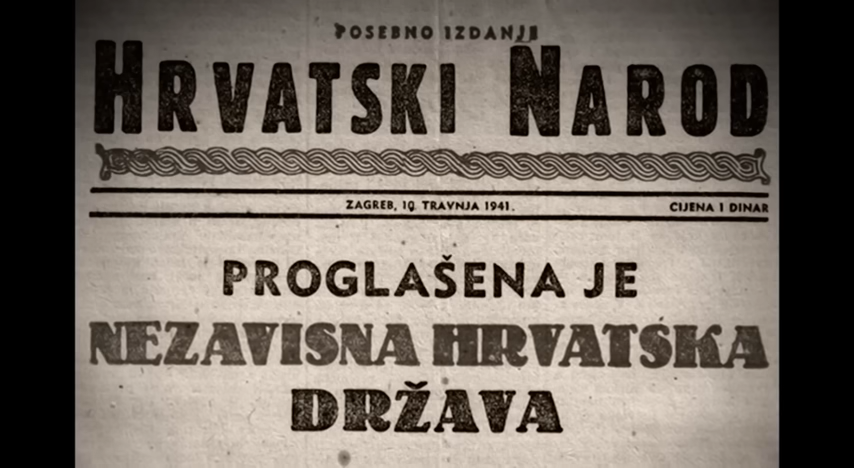 POSEBNO IZDANJE
HRVATSKI NAROD
ZAGREB, 10. TRAVNJA 1941. CIJENA 1 DINAR
PROGLAŠENA JE
NEZAVISNA HRVATSKA
DRŽAVA